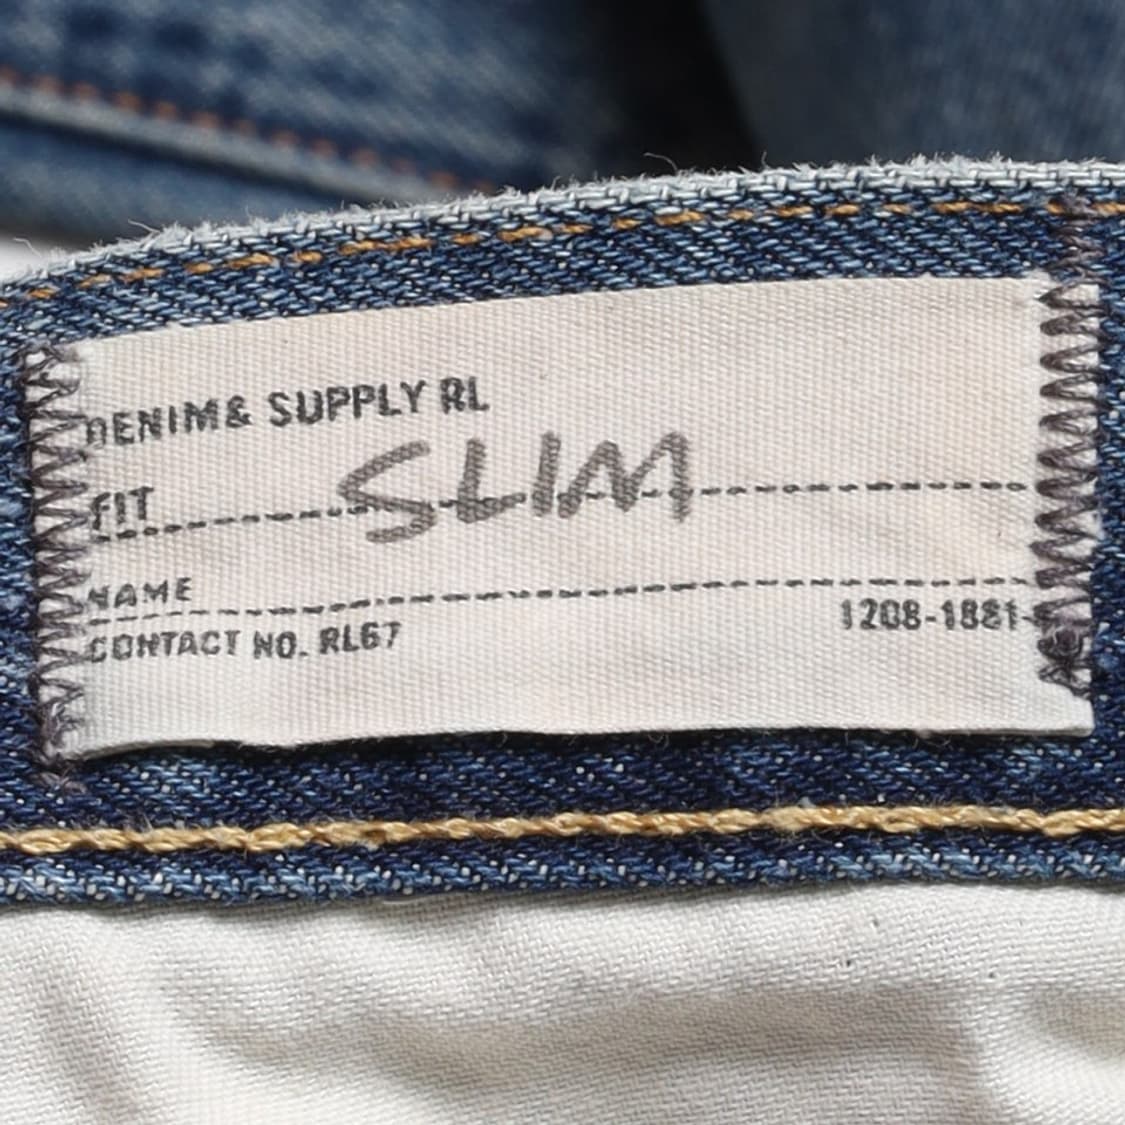 DENIM & SUPPLY RL
FIT SLIM
NAME
1208-1881-
CONTACT NO. RL67